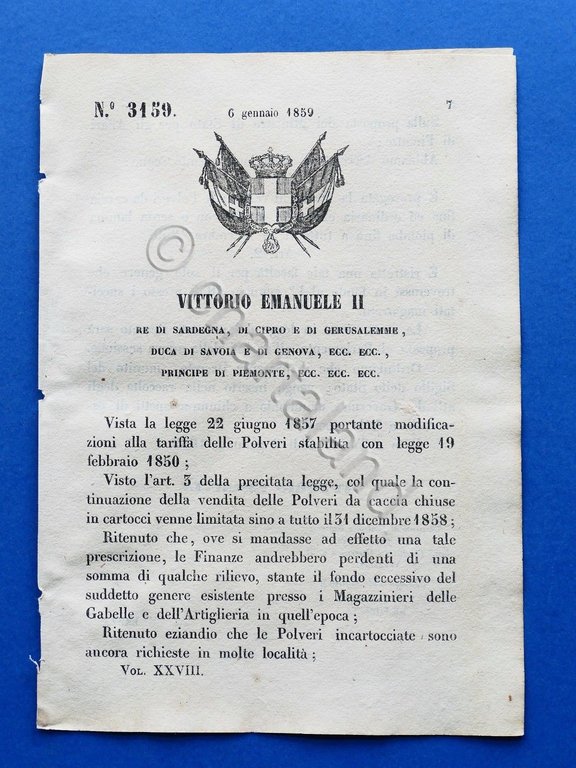 N.º 3159.
6 gennaio 1859
7
VITTORIO EMANUELE II
RE DI SARDEGNA, DI CIPRO E DI GERUSALEMME,
DUCA DI SAVOIA E DI GENOVA, ECC. ECC.,
PRINCIPE DI PIEMONTE, ECC. ECC. ECC.
Vista la legge 22 giugno 1857 portante modifica-
zioni alla tariffa delle Polveri stabilita con legge 19
febbraio 1850 ;
Visto l'art. 3 della precitata legge, col quale la con-
tinuazione della vendita delle Polveri da caccia chiuse
in cartocci venne limitata sino a tutto il 31 dicembre 1858 ;
Ritenuto che, ove si mandasse ad effetto una tale
prescrizione, le Finanze andrebbero perdenti di una
somma di qualche rilievo, stante il fondo eccessivo del
suddetto genere esistente presso i Magazzinieri delle
Gabelle e dell'Artiglieria in quell'epoca ;
Ritenuto eziandio che le Polveri incartocciate sono
ancora richieste in molte località ;
VOL. XXVIII.
© chartaland